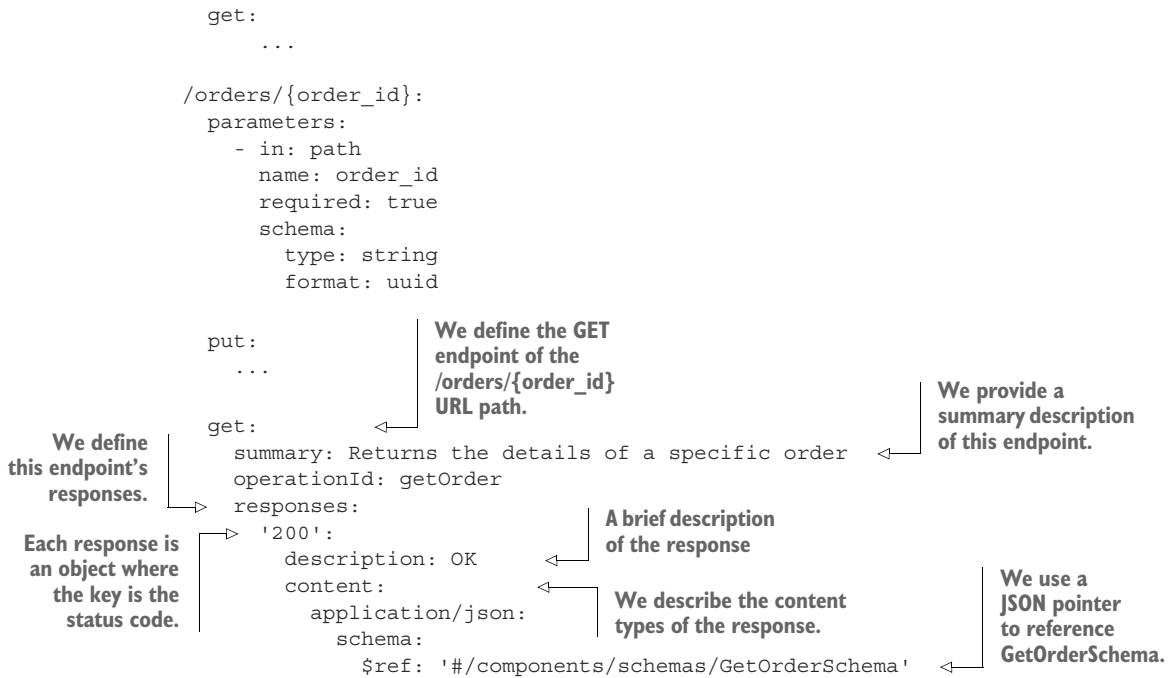 get:
...
/orders/{order_id}:
parameters:
- in: path
name: order_id
required: true
schema:
type: string
format: uuid
put:
...
We define the GET
endpoint of the
/orders/{order_id}
URL path.
get:
We provide a
summary description
of this endpoint.
summary: Returns the details of a specific order
operationId: getOrder
We define
this endpoint's
responses.
responses:
Each response is
an object where
the key is the
status code.
'200':
A brief description
of the response
description: OK
content:
We describe the content
types of the response.
application/json:
schema:
We use a
JSON pointer
to reference
GetOrderSchema.
$ref: '#/components/schemas/GetOrderSchema'